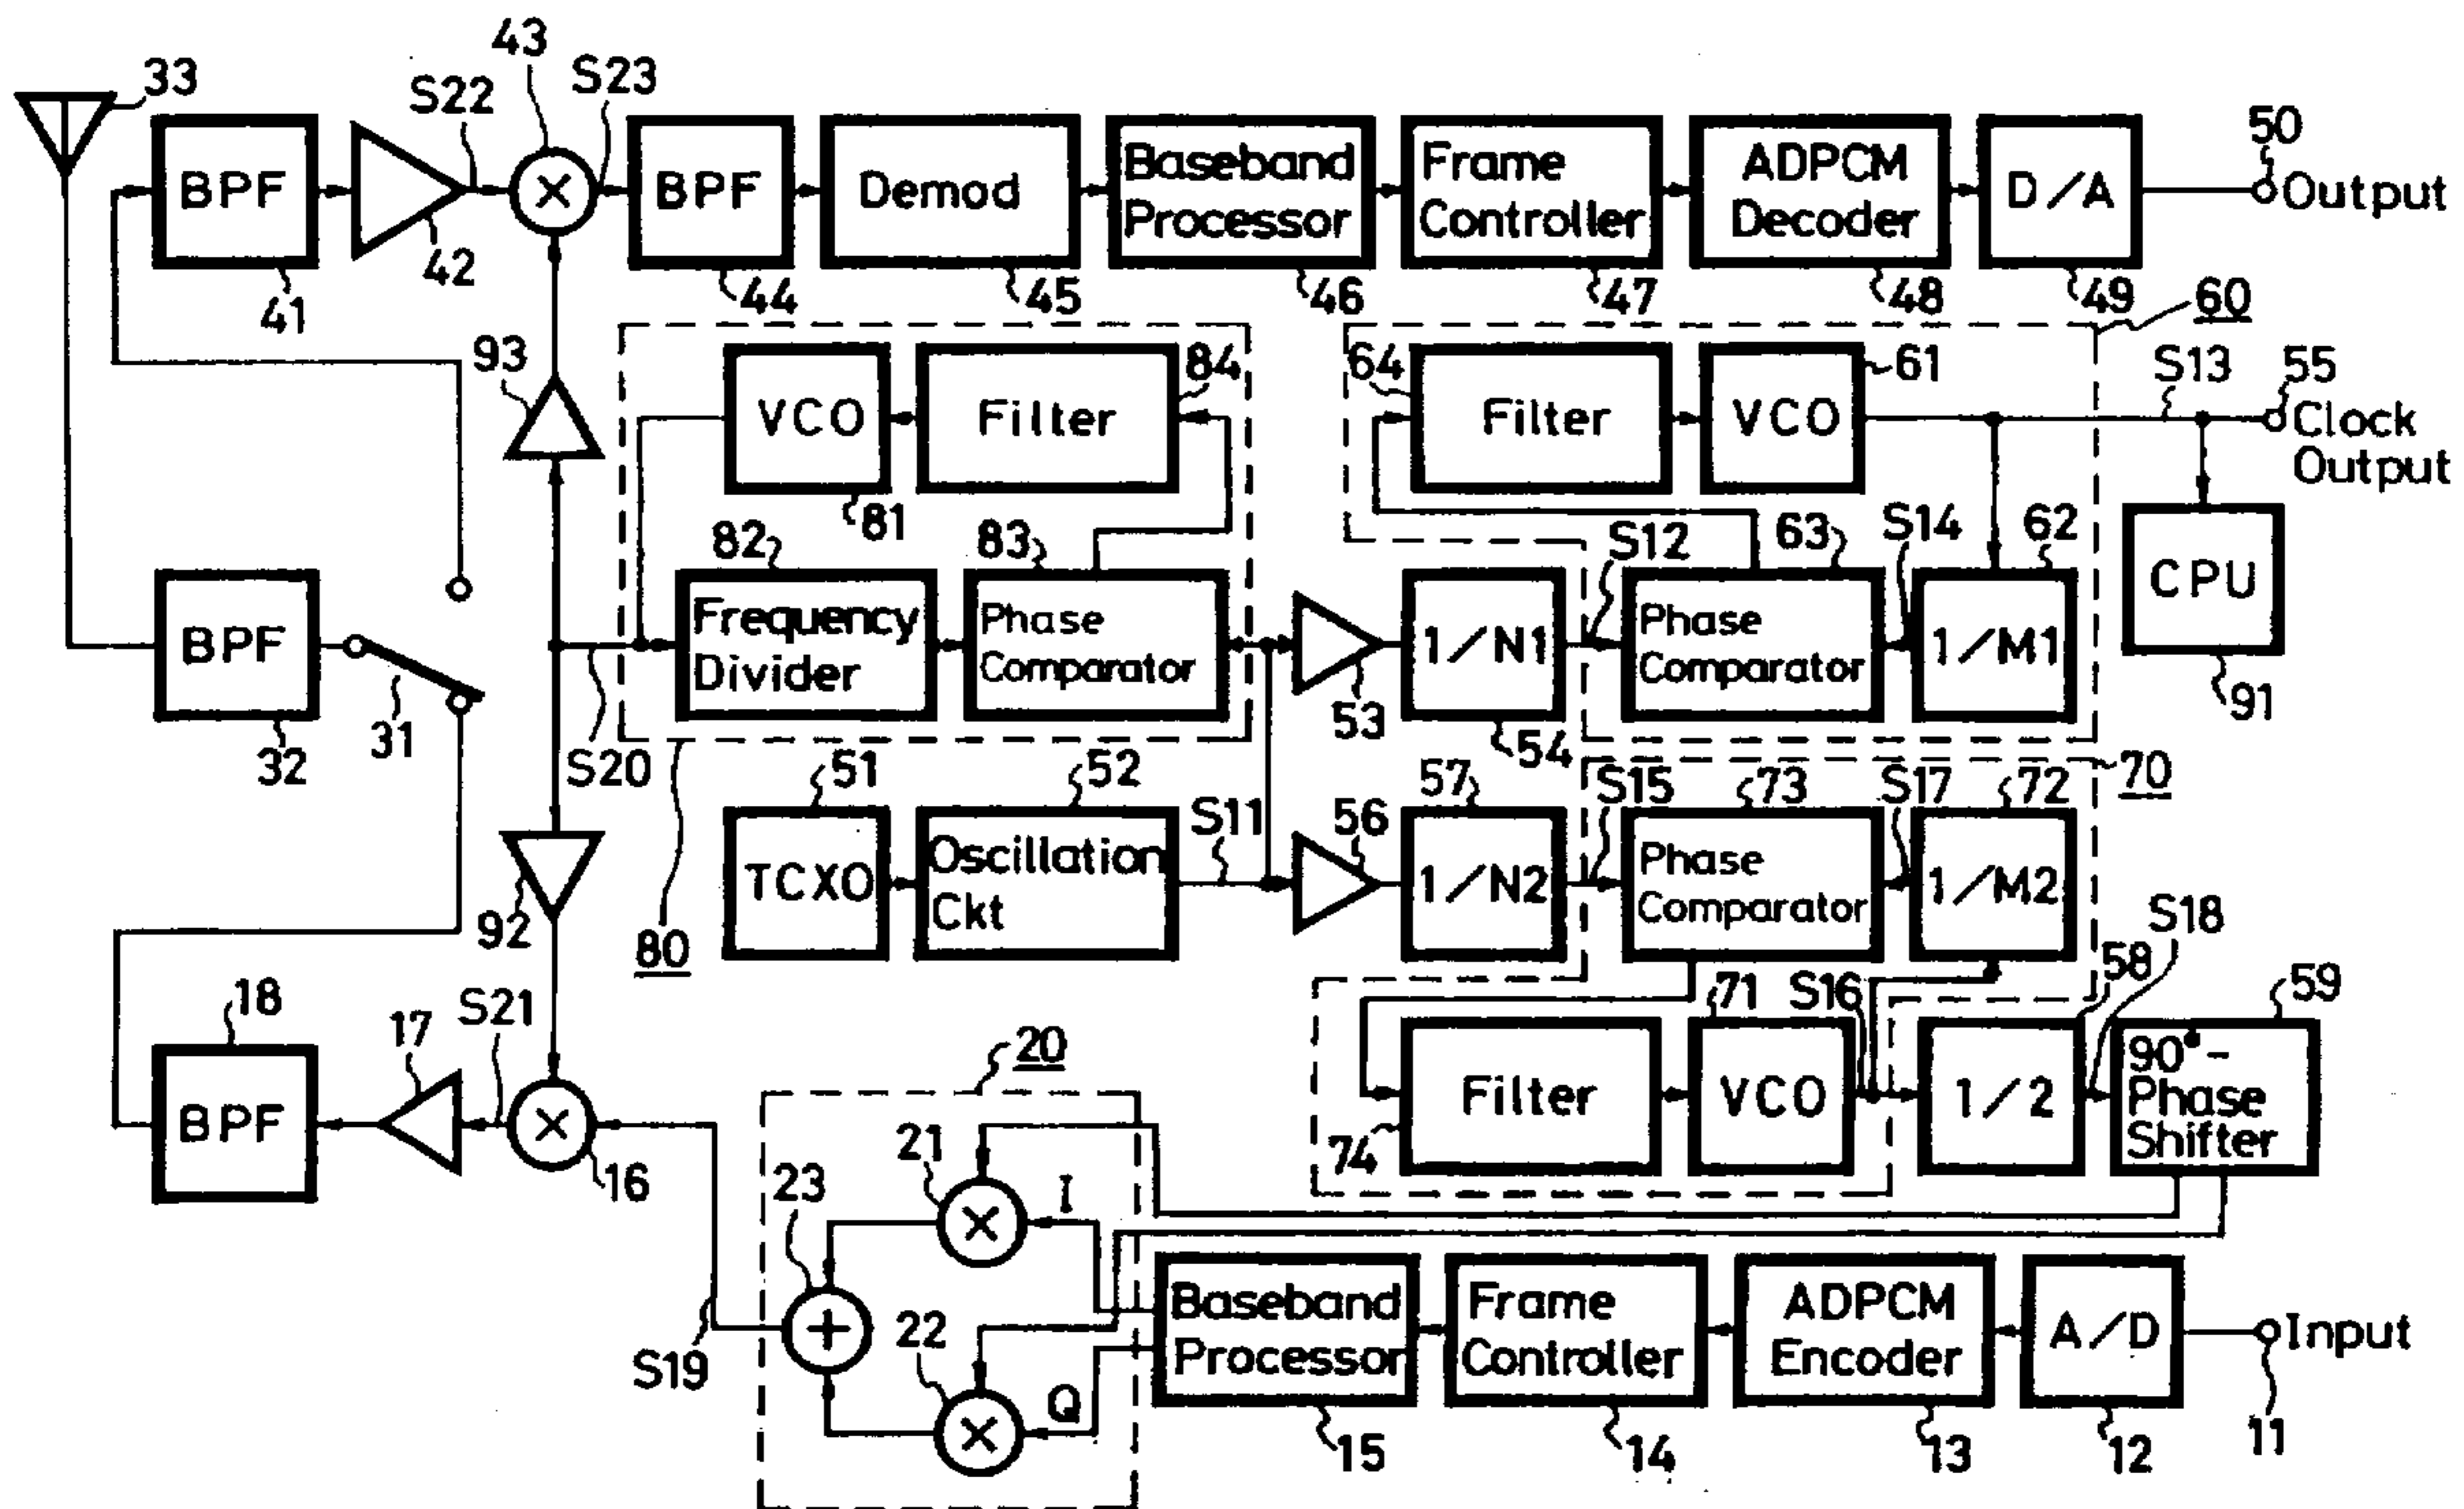 43
33
S22
S23
BPF
×
BPF
Demod
Baseband
Processor
Frame
Controller
ADPCM
Decoder
D/A
50
Output
41
42
44
45
46
47
48
49
60
93
VCO
Filter
84
64
Filter
VCO
61
S13
55
Clock
Output
81
82
83
S12
63
S14
62
CPU
91
BPF
32
31
Frequency
Divider
Phase
Comparator
53
1/N1
54
Phase
Comparator
1/M1
S20
51
52
S11
56
57
S15
73
S17
72
70
TCXO
Oscillation
Ckt
1/N2
Phase
Comparator
1/M2
92
80
S18
58
59
18
17
S21
20
71
S16
BPF
×
16
Filter
74
VCO
1/2
90°-
Phase
Shifter
21
I
×
23
+
22
×
Q
S19
Baseband
Processor
Frame
Controller
ADPCM
Encoder
A/D
Input
15
14
13
12
11